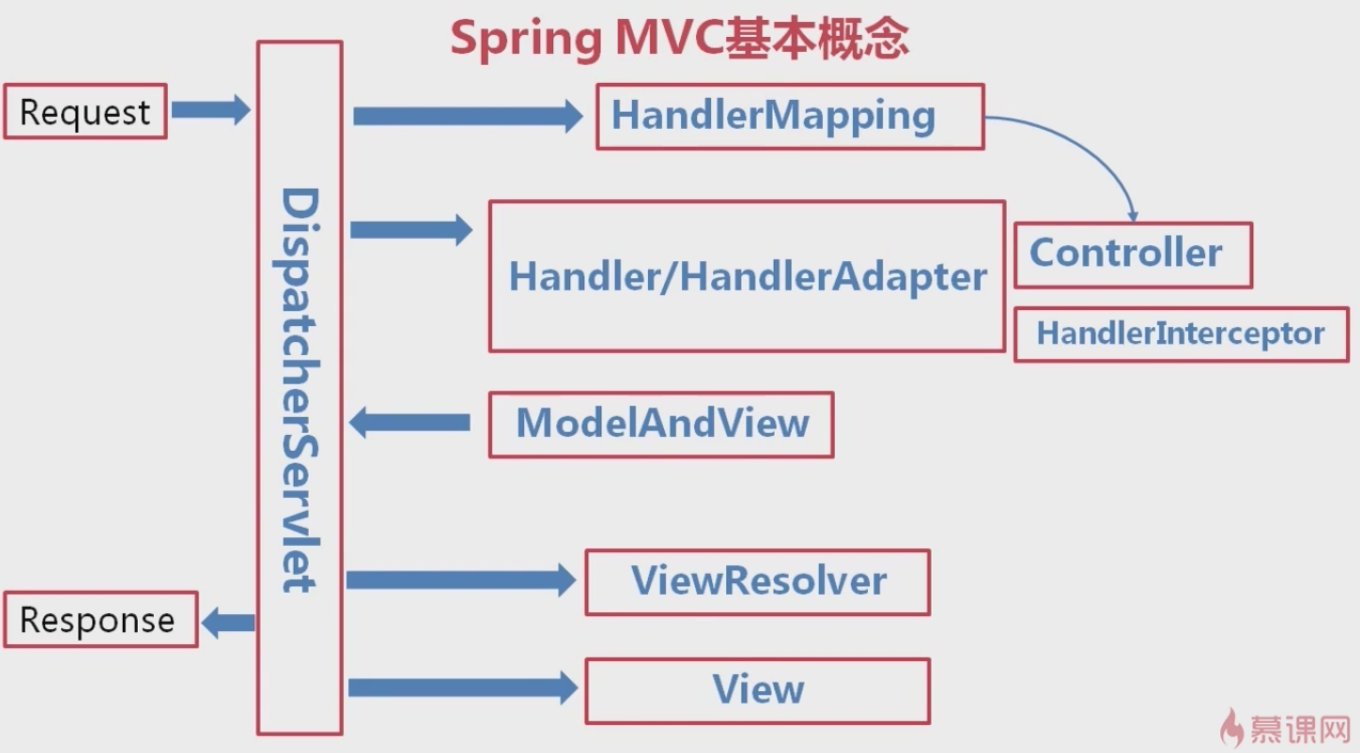 Spring MVC基本概念
Request
HandlerMapping
DispatcherServlet
Controller
Handler/HandlerAdapter
HandlerInterceptor
ModelAndView
ViewResolver
Response
View
慕课网